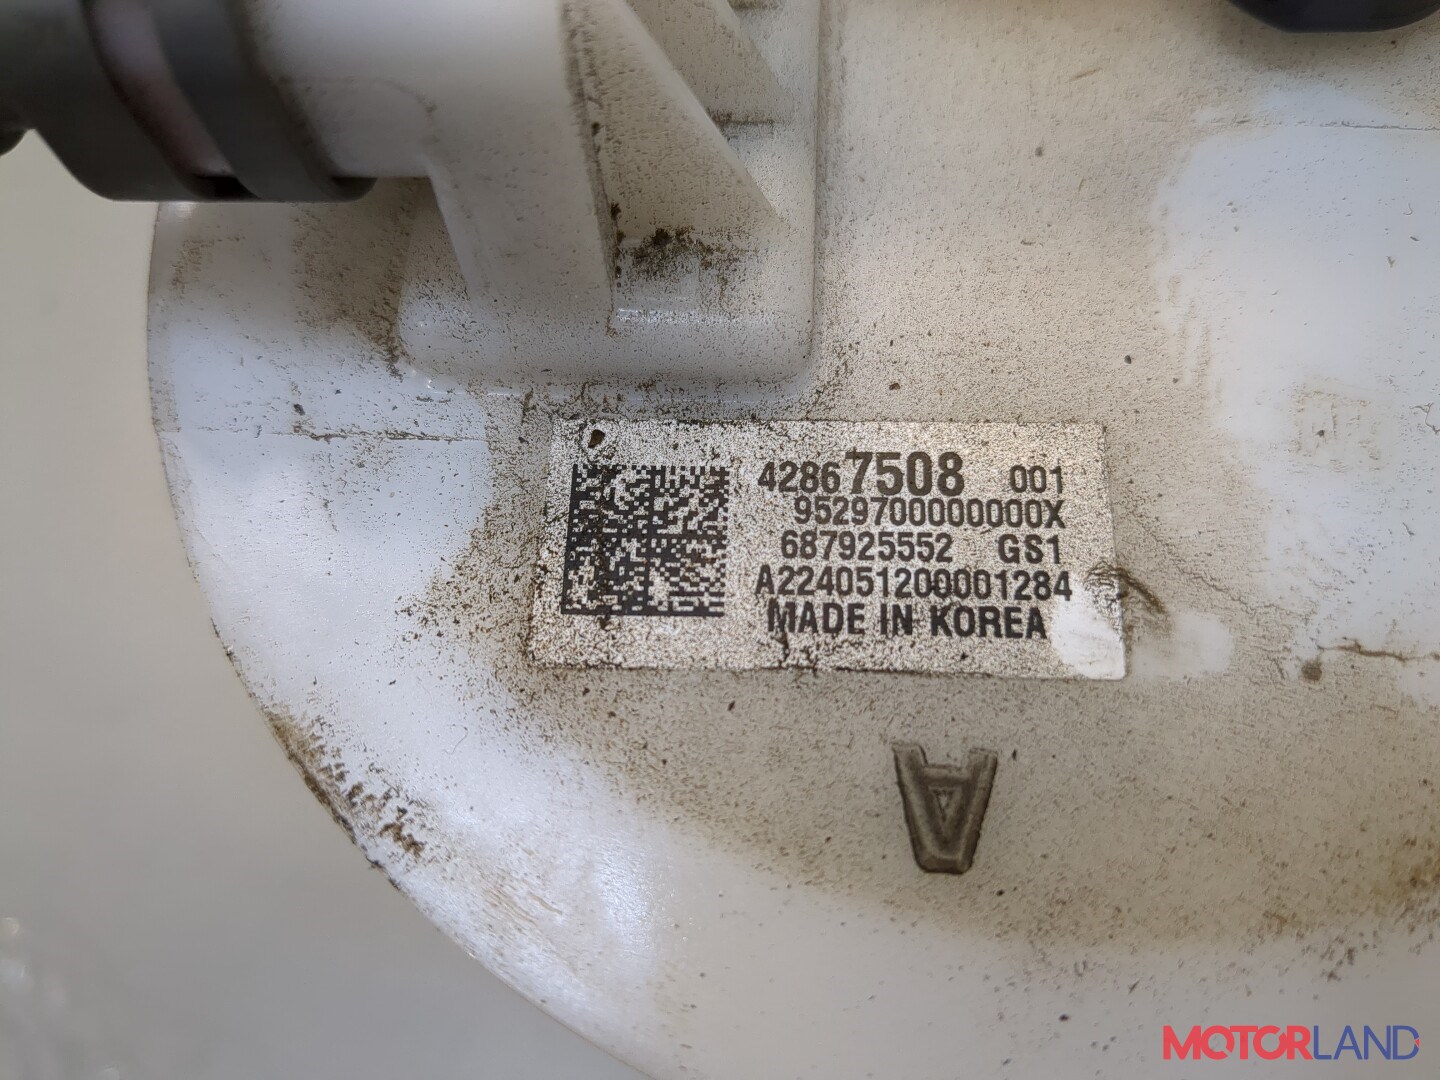 42867508 001
9529700000000X
687925552 GS1
A224051200001284
MADE IN KOREA
A
MOTORLAND